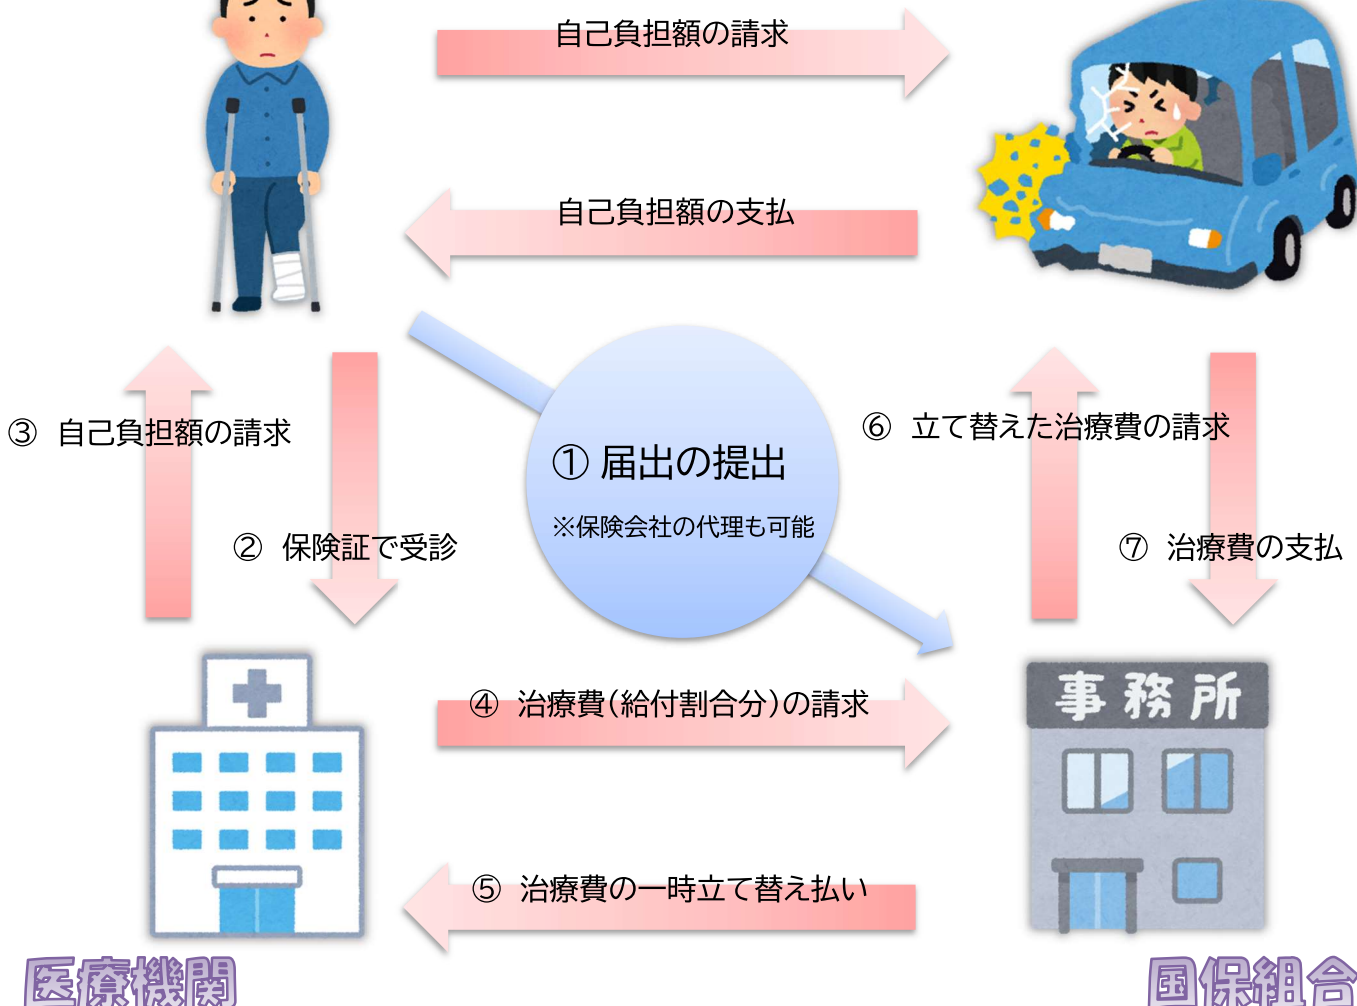 自己負担額の請求
自己負担額の支払
③ 自己負担額の請求
② 保険証で受診
① 届出の提出
※保険会社の代理も可能
⑥ 立て替えた治療費の請求
⑦ 治療費の支払
④ 治療費(給付割合分)の請求
⑤ 治療費の一時立て替え払い
事務所
医療機関
国保組合